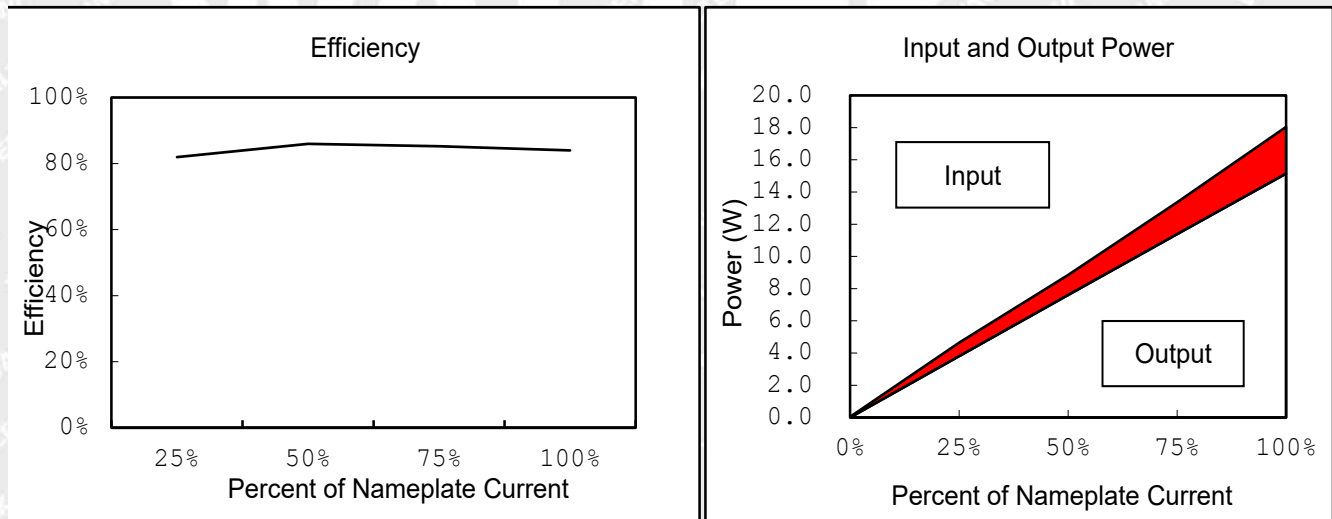 Efficiency
100%
80%
60%
40%
20%
0%
Efficiency
25% 50% 75% 100%
Percent of Nameplate Current
Input and Output Power
20.0
18.0
16.0
14.0
12.0
10.0
8.0
6.0
4.0
2.0
0.0
Power (W)
Input
Output
0% 25% 50% 75% 100%
Percent of Nameplate Current